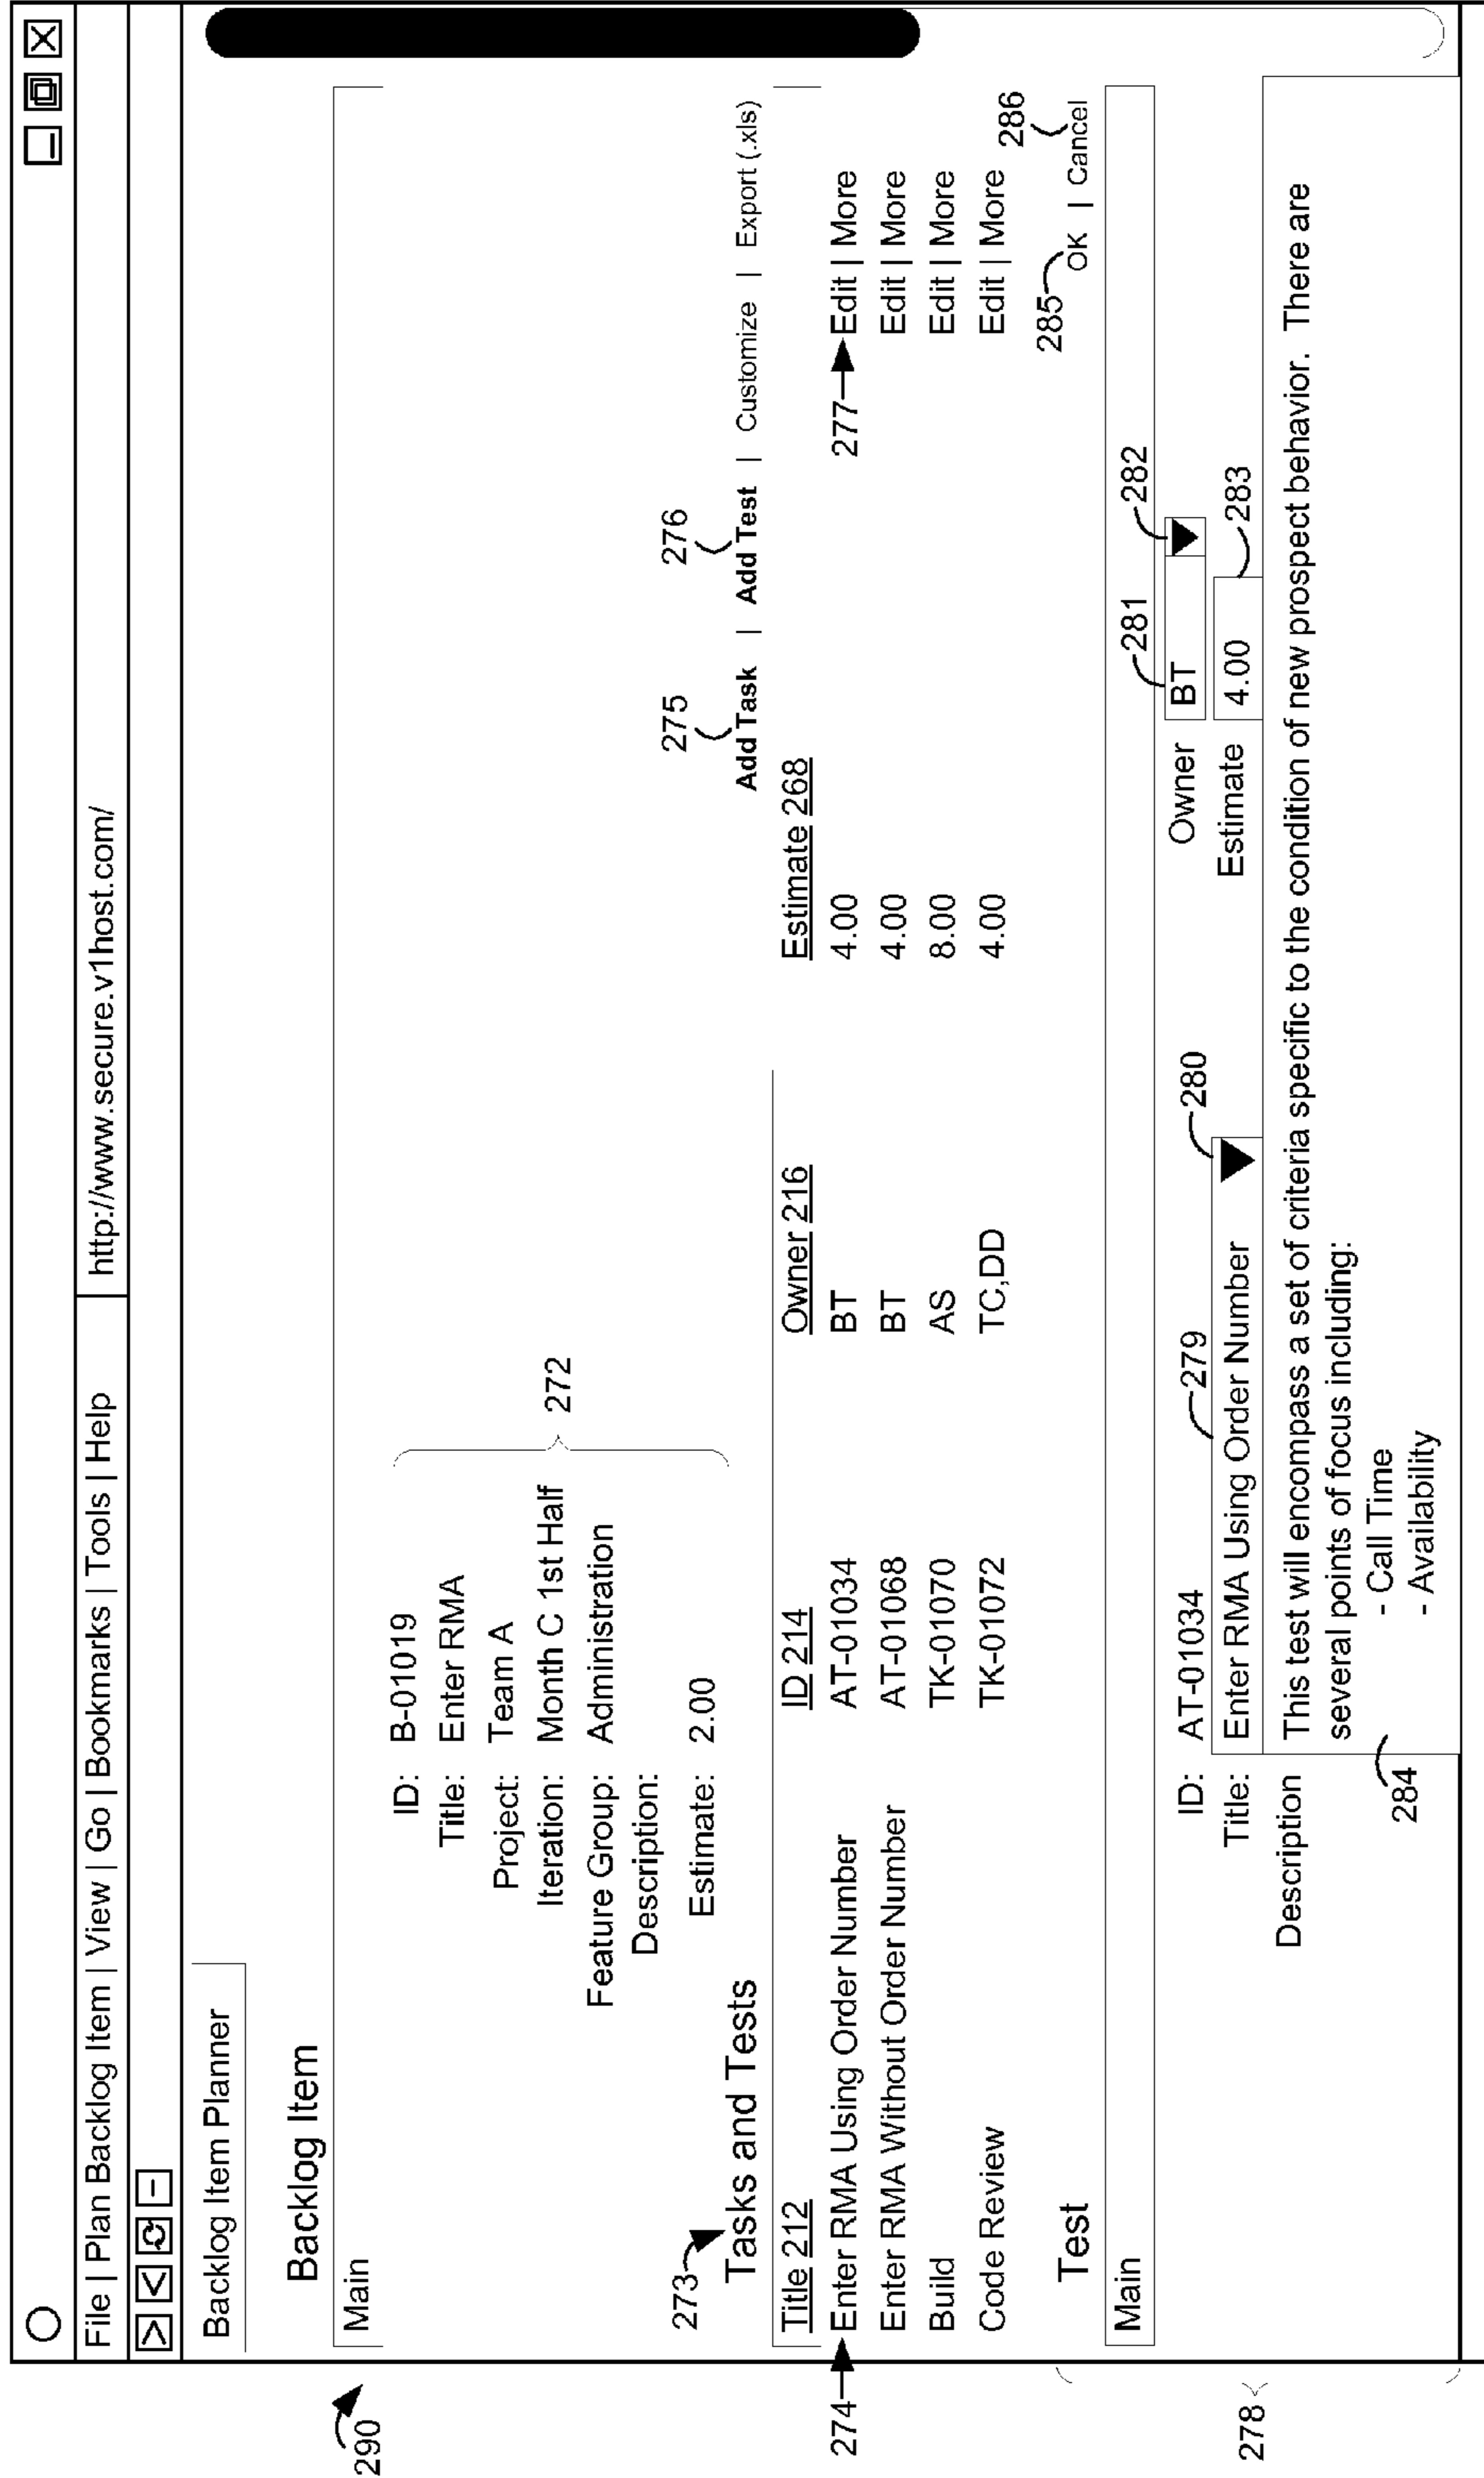 File | Plan Backlog Item | View | Go | Bookmarks | Tools | Help http://www.secure.v1host.com/
Backlog Item Planner
290
Backlog Item
Main
ID: B-01019
Title: Enter RMA
Project: Team A
Iteration: Month C 1st Half
272
Feature Group: Administration
Description:
Estimate: 2.00
273
275 276
Tasks and Tests
Add Task | Add Test | Customize | Export (.xls)
Title 212 ID 214 Owner 216 Estimate 268
274 Enter RMA Using Order Number AT-01034 BT 4.00 277 Edit | More
Enter RMA Without Order Number AT-01068 BT 4.00 Edit | More
Build TK-01070 AS 8.00 Edit | More
Code Review TK-01072 TC,DD 4.00 Edit | More
285 286
Test
OK | Cancel
Main
278
279 280 281 282
ID: AT-01034 Owner BT
Title: Enter RMA Using Order Number Estimate 4.00 283
Description This test will encompass a set of criteria specific to the condition of new prospect behavior. There are
several points of focus including:
- Call Time
- Availability
284